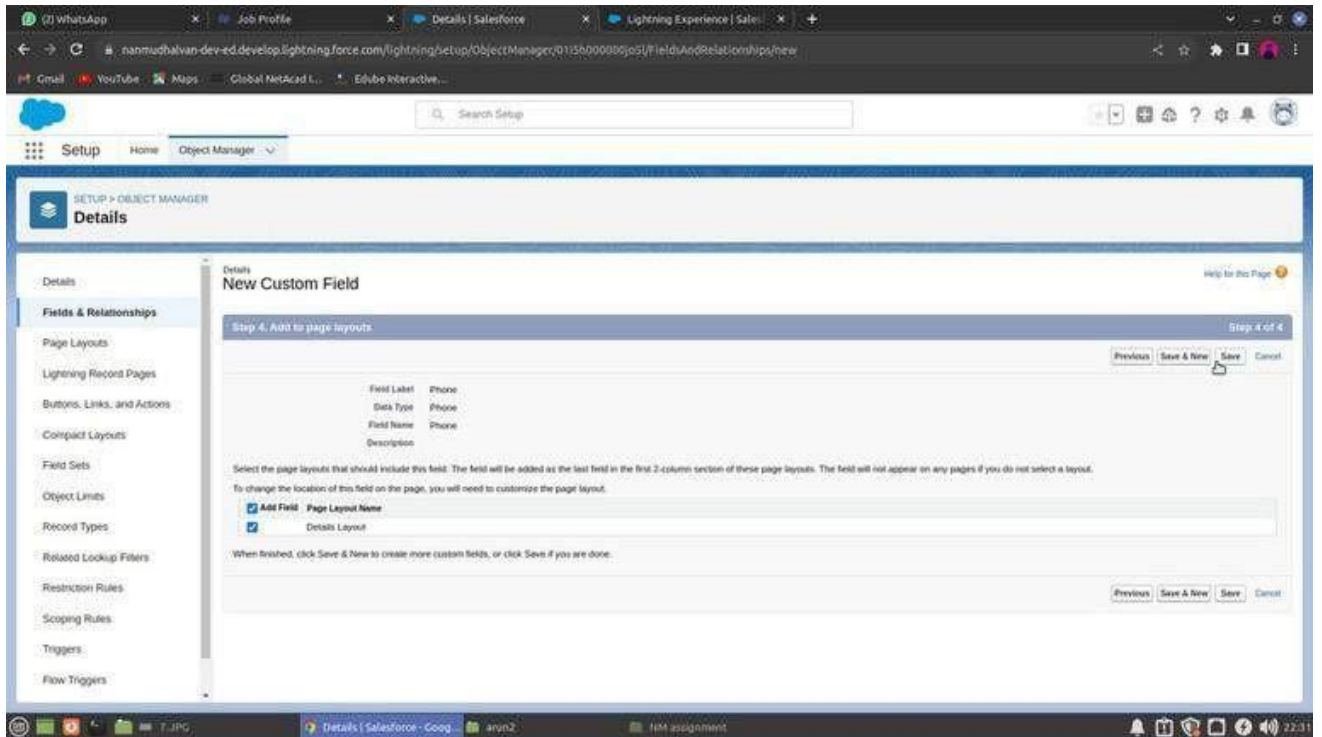 (2) WhatsApp
Job Profile
Details | Salesforce
Lightning Experience | Sales
nanmudhalvan-dev-ed.develop.lightning.force.com/lightning/setup/ObjectManager/
/FieldsAndRelationships/new
Gmail YouTube Maps Global NetAcad L... Edube Interactive...
Search Setup
Setup Home Object Manager
SETUP > OBJECT MANAGER
Details
Details
Fields & Relationships
Page Layouts
Lightning Record Pages
Buttons, Links, and Actions
Compact Layouts
Field Sets
Object Limits
Record Types
Related Lookup Filters
Restriction Rules
Scoping Rules
Triggers
Flow Triggers
Details
New Custom Field
Help for this Page
Step 4. Add to page layouts Step 4 of 4
Previous Save & New Save Cancel
Field Label Phone
Data Type Phone
Field Name Phone
Description
Select the page layouts that should include this field. The field will be added as the last field in the first 2-column section of these page layouts. The field will not appear on any pages if you do not select a layout.
To change the location of this field on the page, you will need to customize the page layout.
Add Field Page Layout Name
Details Layout
When finished, click Save & New to create more custom fields, or click Save if you are done.
Previous Save & New Save Cancel
7.JPG
Details | Salesforce - Goog...
arun2
NM assignment
22:31